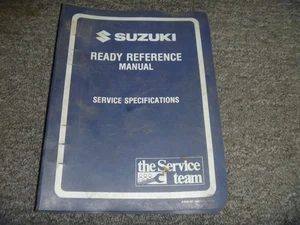 SUZUKI
READY REFERENCE
MANUAL
SERVICE SPECIFICATIONS
the Service
team